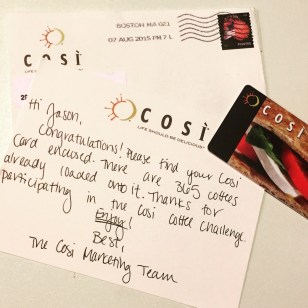 BOSTON MA 021
07 AUG 2015 PM 7 L
COSÌ
LIFE SHOULD BE DELICIOUS
COSÌ
LIFE SHOULD BE DELICIOUS
COSÌ
Hi Jason,
Congratulations! Please find your Cosi
Card enclosed. There are 365 coffees
already loaded onto it. Thanks for
participating in the Cosi coffee challenge.
Enjoy!
Best,
The Cosi Marketing Team